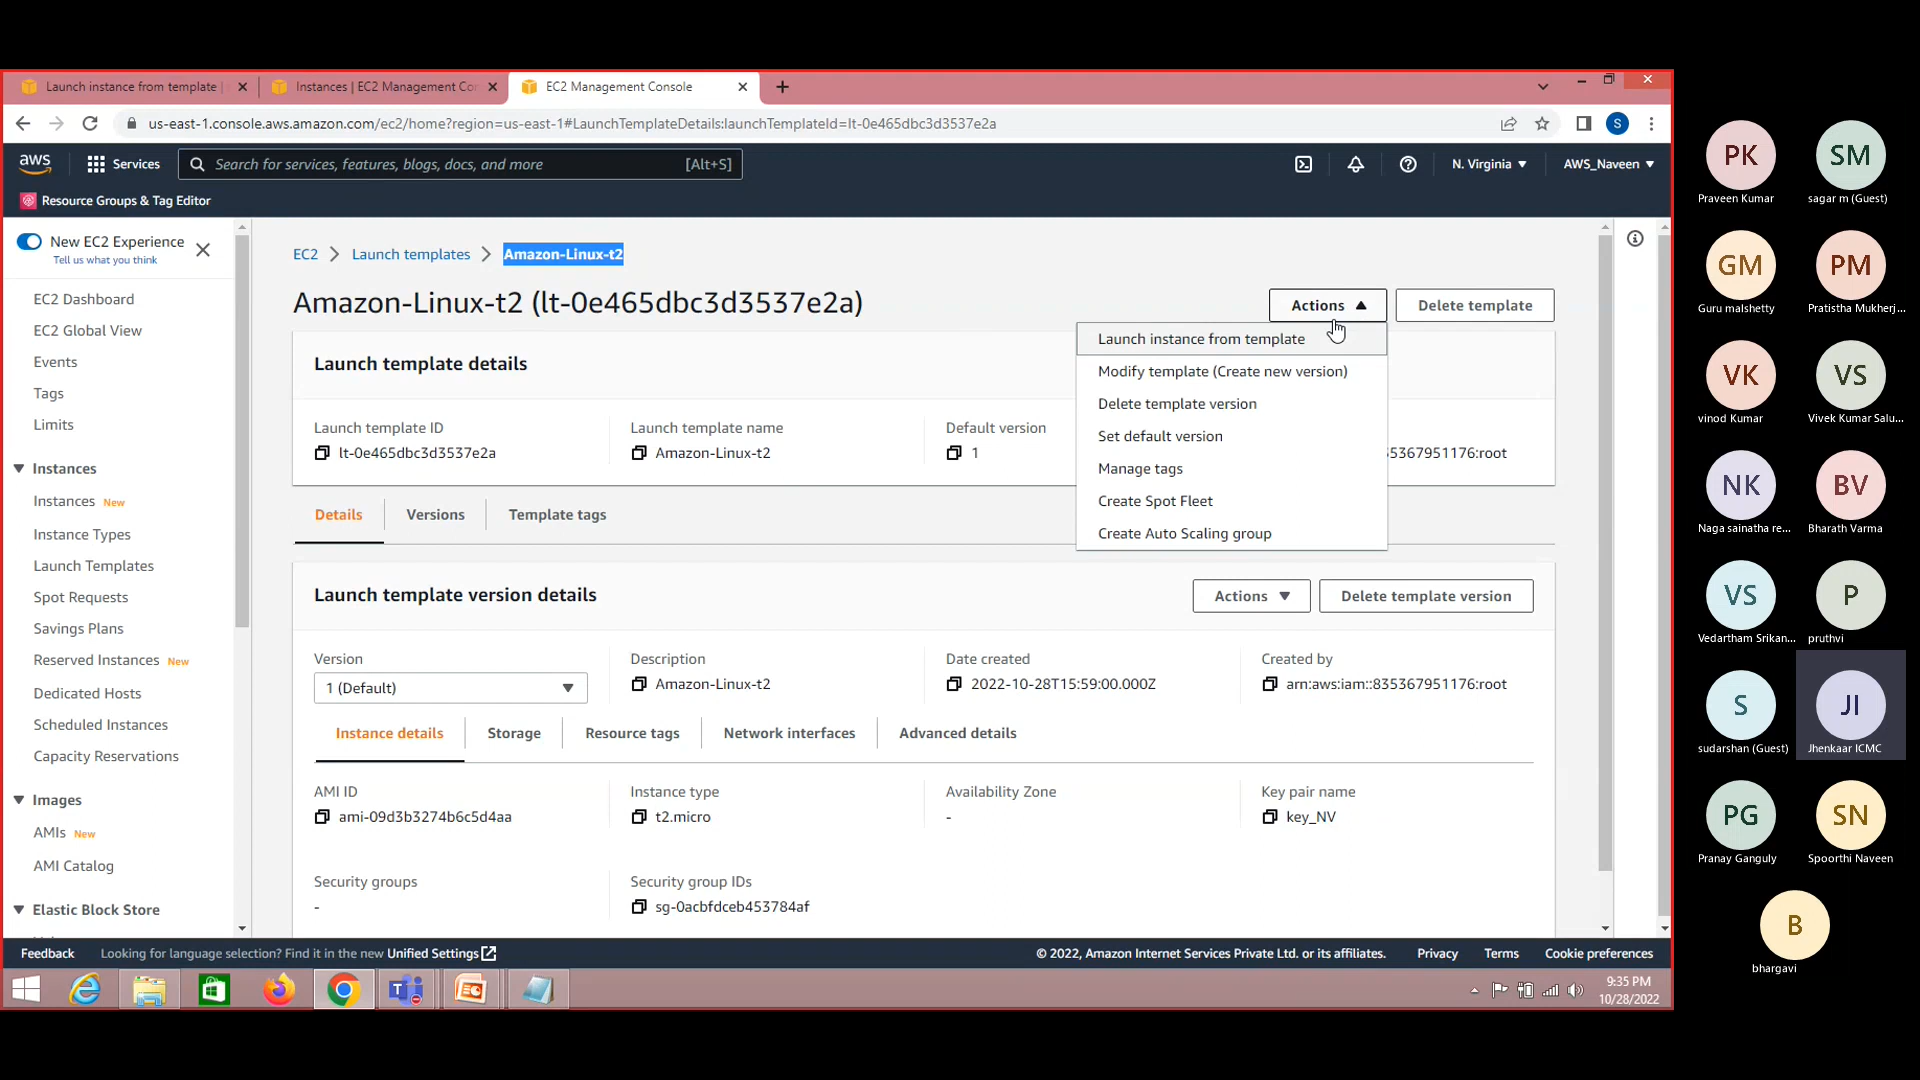 Launch instance from template |
Instances | EC2 Management Co
EC2 Management Console
us-east-1.console.aws.amazon.com/ec2/home?region=us-east-1#LaunchTemplateDetails:launchTemplateId=lt-0e465dbc3d3537e2a
S
aws
Services
Search for services, features, blogs, docs, and more
[Alt+S]
N. Virginia
AWS_Naveen
Resource Groups & Tag Editor
New EC2 Experience
Tell us what you think
EC2 Dashboard
EC2 Global View
Events
Tags
Limits
Instances
Instances New
Instance Types
Launch Templates
Spot Requests
Savings Plans
Reserved Instances New
Dedicated Hosts
Scheduled Instances
Capacity Reservations
Images
AMIs New
AMI Catalog
Elastic Block Store
EC2 > Launch templates > Amazon-Linux-t2
Amazon-Linux-t2 (lt-0e465dbc3d3537e2a)
Actions
Delete template
Launch instance from template
Modify template (Create new version)
Delete template version
Set default version
Manage tags
Create Spot Fleet
Create Auto Scaling group
Launch template details
Launch template ID
lt-0e465dbc3d3537e2a
Launch template name
Amazon-Linux-t2
Default version
1
5367951176:root
Details
Versions
Template tags
Launch template version details
Actions
Delete template version
Version
1 (Default)
Description
Amazon-Linux-t2
Date created
2022-10-28T15:59:00.000Z
Created by
arn:aws:iam::835367951176:root
Instance details
Storage
Resource tags
Network interfaces
Advanced details
AMI ID
ami-09d3b3274b6c5d4aa
Instance type
t2.micro
Availability Zone
-
Key pair name
key_NV
Security groups
-
Security group IDs
sg-0acbfdceb453784af
Feedback
Looking for language selection? Find it in the new Unified Settings
© 2022, Amazon Internet Services Private Ltd. or its affiliates.
Privacy
Terms
Cookie preferences
9:35 PM
10/28/2022
PK
Praveen Kumar
SM
sagar m (Guest)
GM
Guru malshetty
PM
Pratistha Mukherj...
VK
vinod Kumar
VS
Vivek Kumar Salu...
NK
Naga sainatha re...
BV
Bharath Varma
VS
Vedartham Srikan...
P
pruthvi
S
sudarshan (Guest)
JI
Jhenkaar ICMC
PG
Pranay Ganguly
SN
Spoorthi Naveen
B
bhargavi